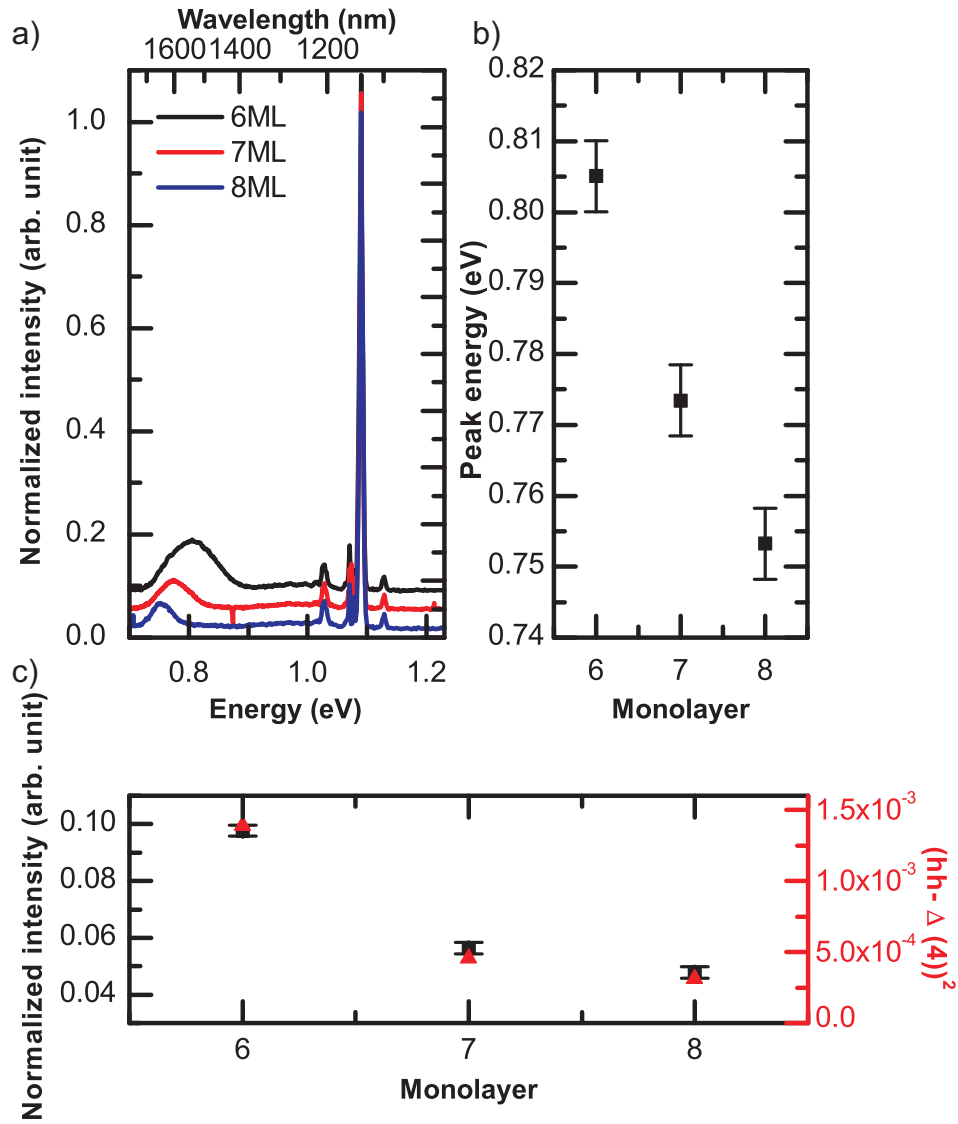 a)
Wavelength (nm)
1600 1400 1200
Normalized intensity (arb. unit)
1.0
0.8
0.6
0.4
0.2
0.0
6ML
7ML
8ML
0.8 1.0 1.2
Energy (eV)
b)
Peak energy (eV)
0.82
0.81
0.80
0.79
0.78
0.77
0.76
0.75
0.74
6 7 8
Monolayer
c)
Normalized intensity (arb. unit)
0.10
0.08
0.06
0.04
1.5x10⁻³
1.0x10⁻³
5.0x10⁻⁴
0.0
(hh- Δ (4))²
6 7 8
Monolayer